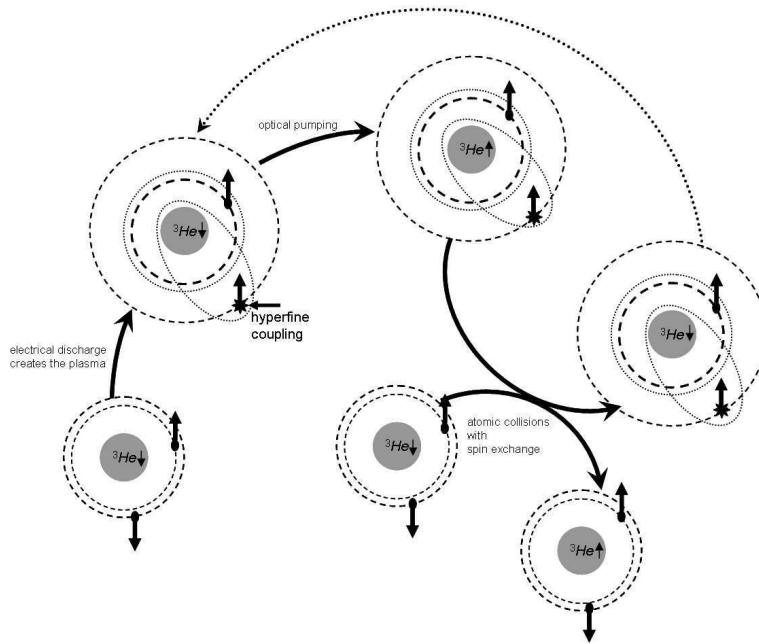 optical pumping
³He↑
³He↓
hyperfine
coupling
³He↓
electrical discharge
creates the plasma
atomic collisions
with
spin exchange
³He↓
³He↓
³He↑